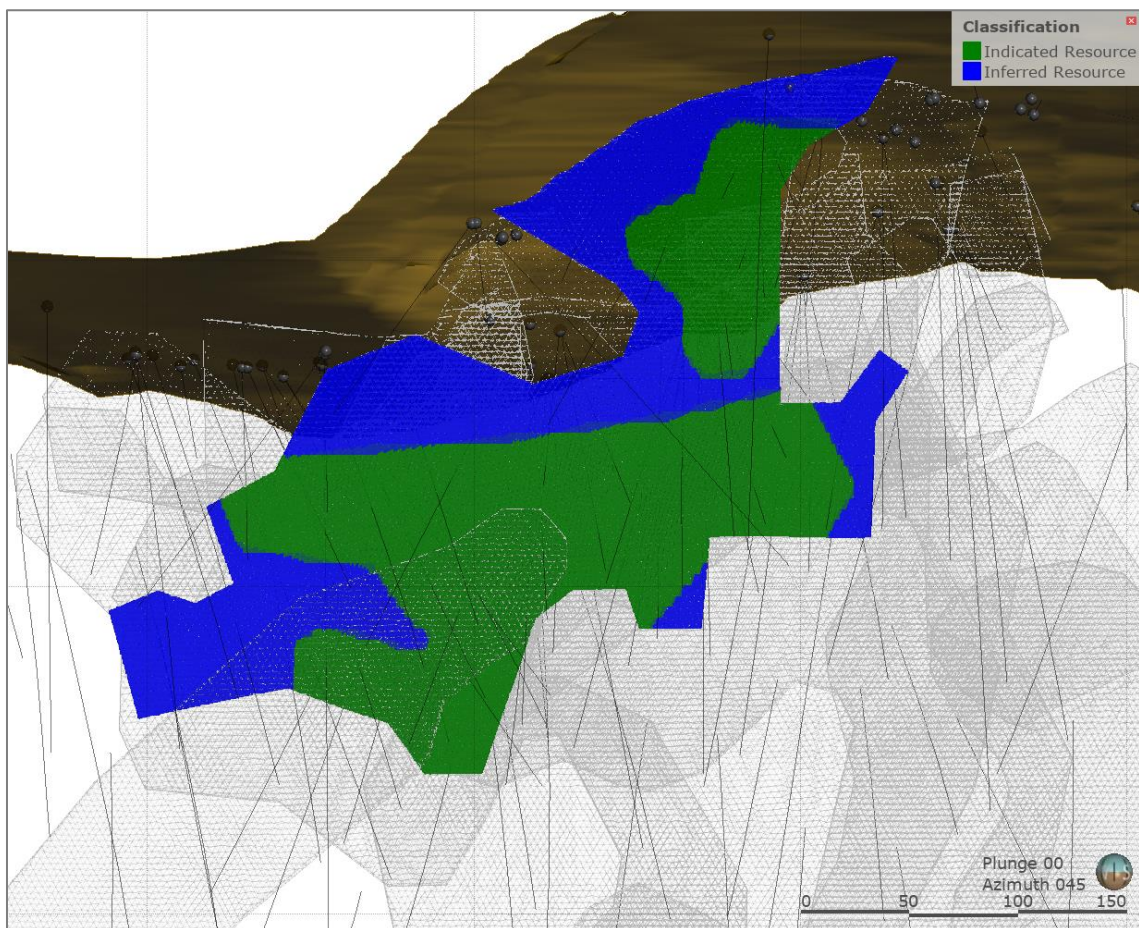 Classification
Indicated Resource
Inferred Resource
Plunge 00
Azimuth 045
0 50 100 150